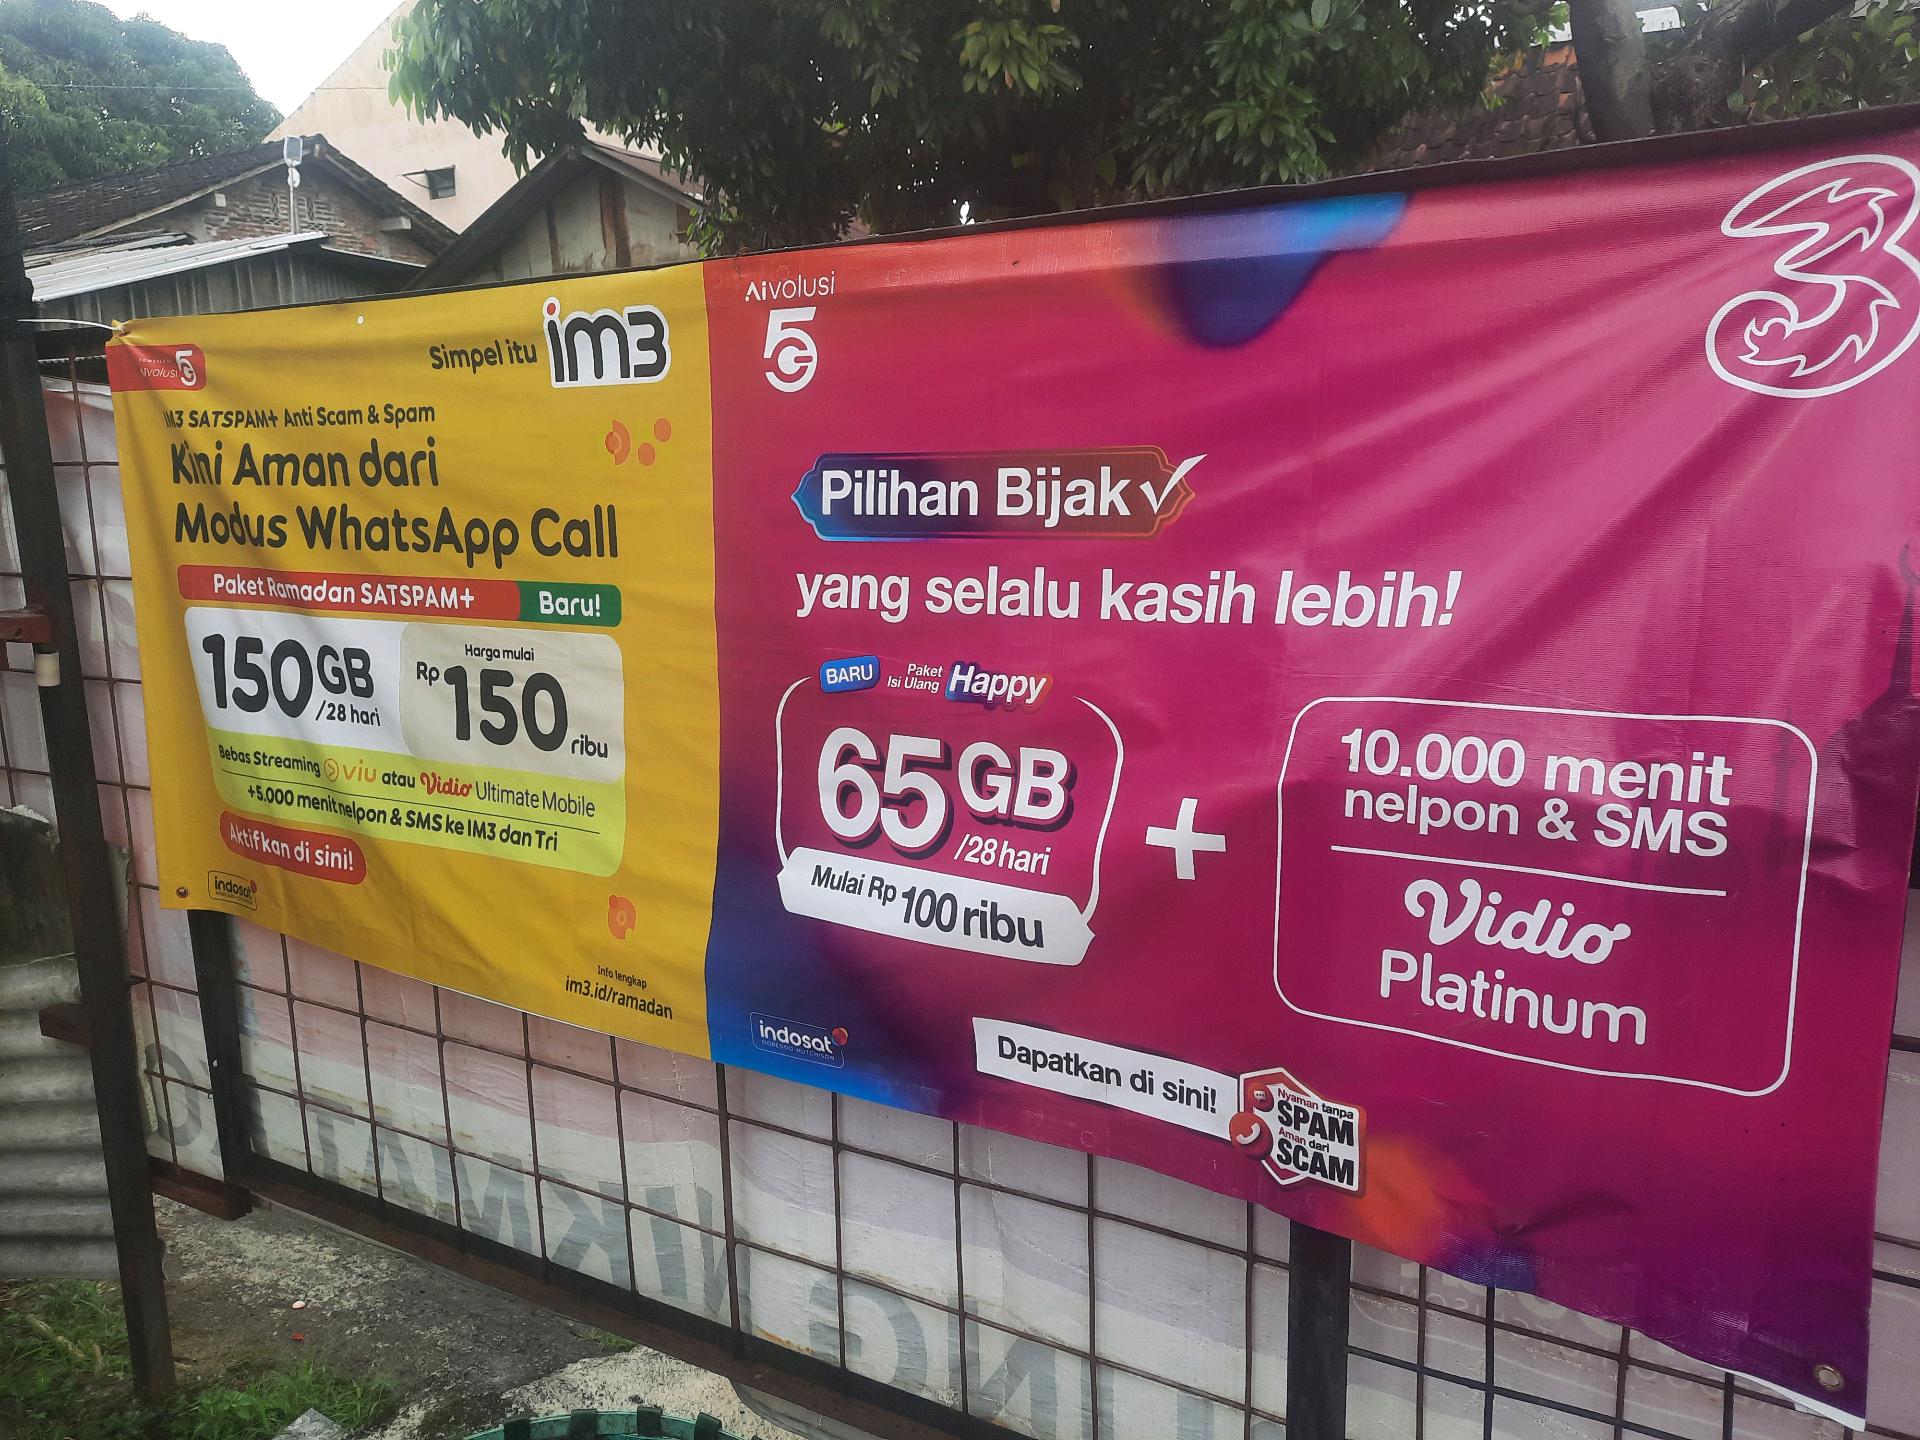 POWERED
AIVOLUSI 5G
Simpel itu im3
IM3 SATSPAM+ Anti Scam & Spam
Kini Aman dari
Modus WhatsApp Call
Paket Ramadan SATSPAM+ Baru!
150GB /28 hari
Harga mulai
Rp 150 ribu
Bebas Streaming viu atau Vidio Ultimate Mobile
+5.000 menit nelpon & SMS ke IM3 dan Tri
Aktifkan di sini!
indosat
Info lengkap
im3.id/ramadan
AIVOLUSI
5G
3
Pilihan Bijak
yang selalu kasih lebih!
BARU Paket Isi Ulang Happy
65GB
/28 hari
Mulai Rp 100 ribu
+
10.000 menit
nelpon & SMS
Vidio
Platinum
indosat
OOREDOO HUTCHISON
Dapatkan di sini!
Nyaman tanpa
SPAM
Aman dari
SCAM